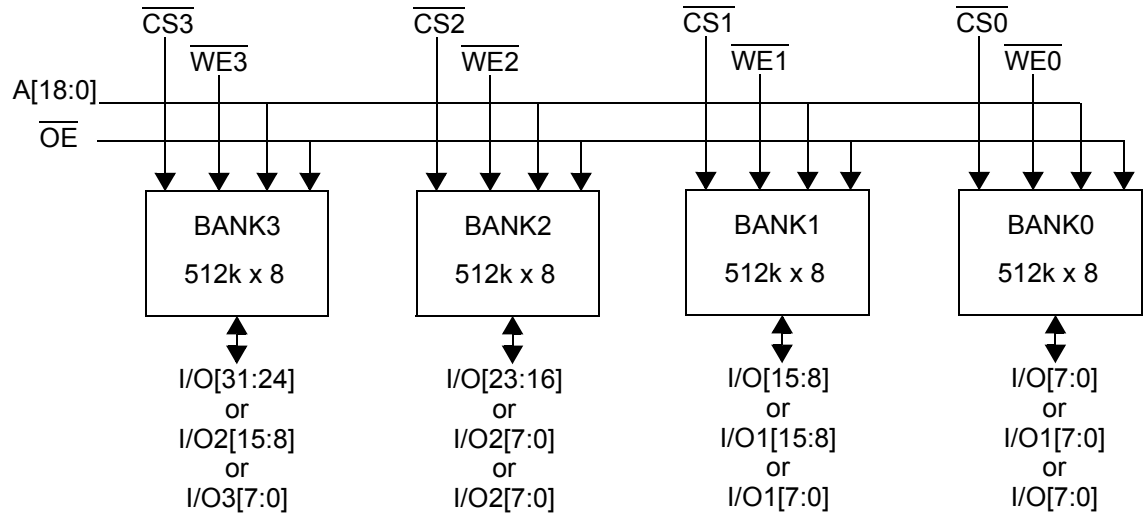 CS3 CS2 CS1 CS0
WE3 WE2 WE1 WE0
A[18:0]
OE
BANK3 BANK2 BANK1 BANK0
512k x 8 512k x 8 512k x 8 512k x 8
I/O[31:24] I/O[23:16] I/O[15:8] I/O[7:0]
or or or or
I/O2[15:8] I/O2[7:0] I/O1[15:8] I/O1[7:0]
or or or or
I/O3[7:0] I/O2[7:0] I/O1[7:0] I/O[7:0]